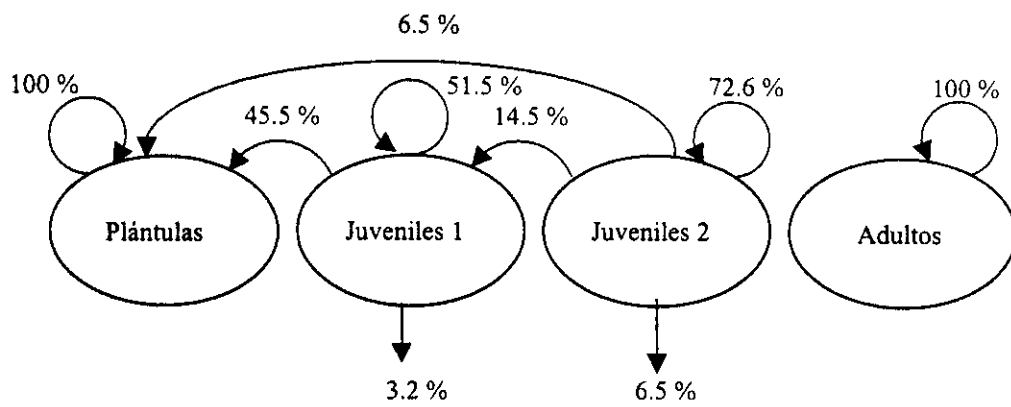 6.5 %
100 %
51.5 %
72.6 %
100 %
45.5 %
14.5 %
Plántulas
Juveniles 1
Juveniles 2
Adultos
3.2 %
6.5 %